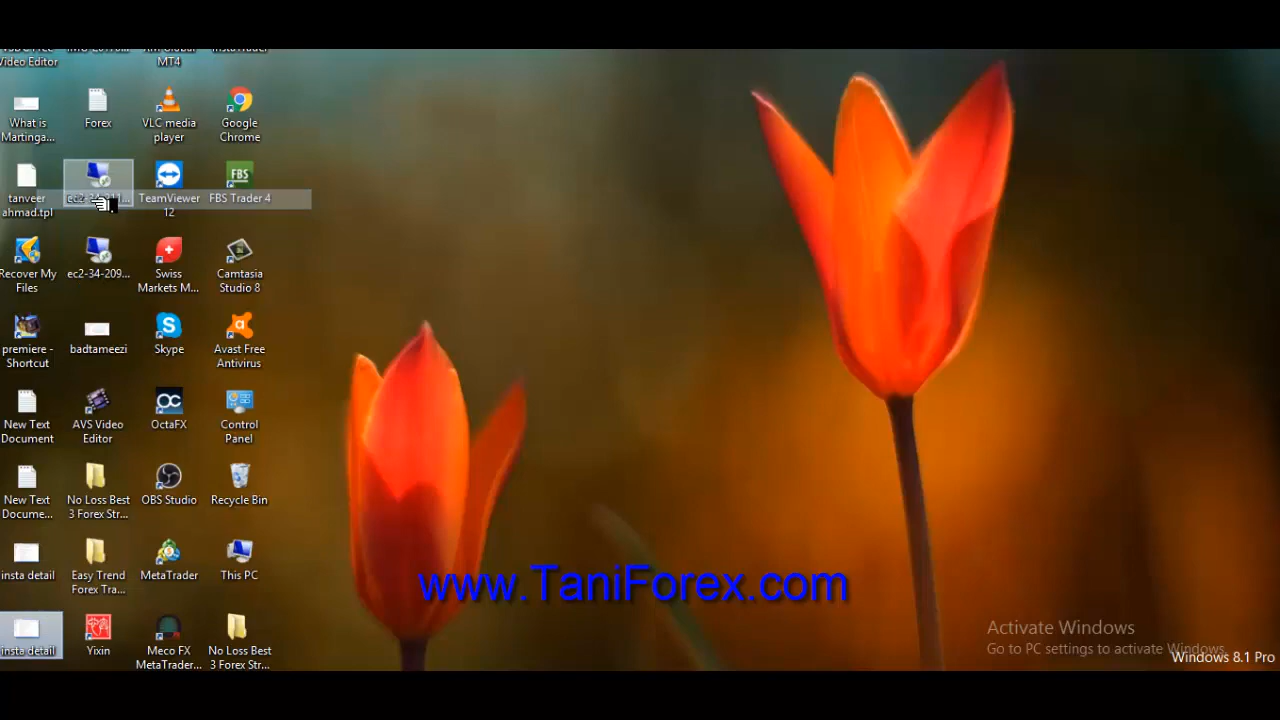 Video Editor
MT4
What is
Martinga...
Forex
VLC media
player
Google
Chrome
tanveer
ahmad.tpl
TeamViewer
12
FBS
FBS Trader 4
Recover My
Files
ec2-34-209...
Swiss
Markets M...
Camtasia
Studio 8
premiere -
Shortcut
badtameezi
Skype
Avast Free
Antivirus
New Text
Document
AVS Video
Editor
OC
OctaFX
Control
Panel
New Text
Docume...
No Loss Best
3 Forex Str...
OBS Studio
Recycle Bin
insta detail
Easy Trend
Forex Tra...
MetaTrader
This PC
insta detail
Yixin
Meco FX
MetaTrader...
No Loss Best
3 Forex Str...
www.TaniForex.com
Activate Windows
Go to PC settings to activate Windows.
Windows 8.1 Pro